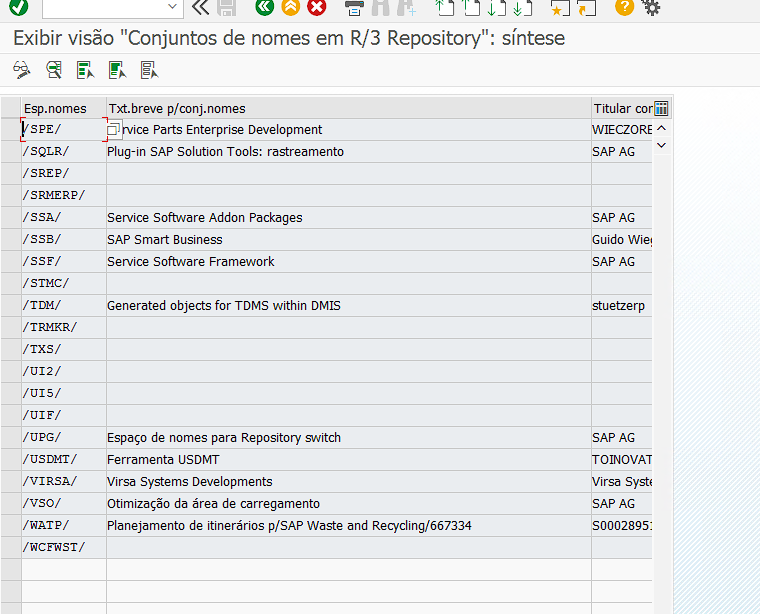 Exibir visão "Conjuntos de nomes em R/3 Repository": síntese
Esp.nomes Txt.breve p/conj.nomes Titular con
/SPE/ rvice Parts Enterprise Development WIECZORE
/SQLR/ Plug-in SAP Solution Tools: rastreamento SAP AG
/SREP/
/SRMERP/
/SSA/ Service Software Addon Packages SAP AG
/SSB/ SAP Smart Business Guido Wieg
/SSF/ Service Software Framework SAP AG
/STMC/
/TDM/ Generated objects for TDMS within DMIS stuetzerp
/TRMKR/
/TXS/
/UI2/
/UI5/
/UIF/
/UPG/ Espaço de nomes para Repository switch SAP AG
/USDMT/ Ferramenta USDMT TOINOVAT
/VIRSA/ Virsa Systems Developments Virsa Syste
/VSO/ Otimização da área de carregamento SAP AG
/WATP/ Planejamento de itinerários p/SAP Waste and Recycling/667334 S00028951
/WCFWST/